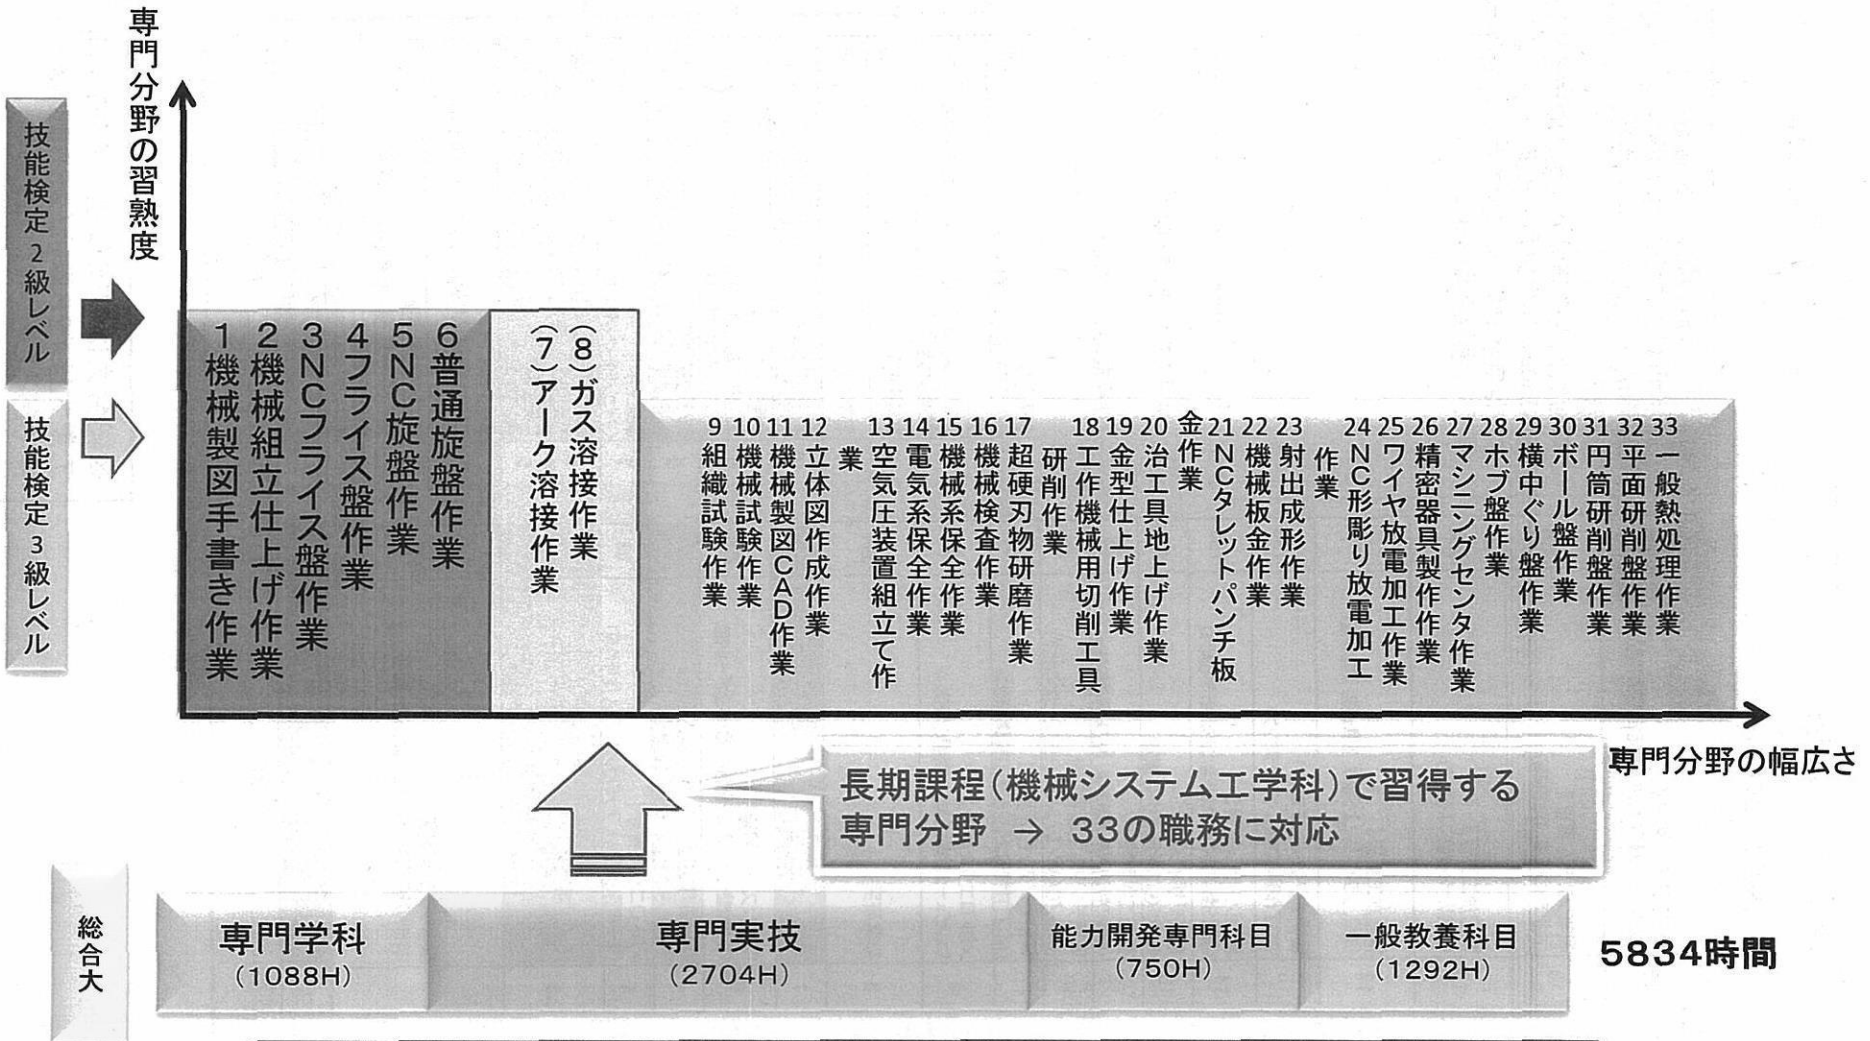 専門分野の習熟度
技能検定2級レベル
技能検定3級レベル
1機械製図手書き作業
2機械組立仕上げ作業
3NCフライス盤作業
4フライス盤作業
5NC旋盤作業
6普通旋盤作業
(7)アーク溶接作業
(8)ガス溶接作業
9組織試験作業
10機械試験作業
11機械製図CAD作業
12立体図作成作業
業
13空気圧装置組立て作
14電気系保全作業
15機械系保全作業
16機械検査作業
17超硬刃物研磨作業
研削作業
18工作機械用切削工具
19金型仕上げ作業
20治工具地上げ作業
金作業
21NCタレットパンチ板
22機械板金作業
23射出成形作業
作業
24NC形彫り放電加工
25ワイヤ放電加工作業
26精密器具製作作業
27マシニングセンタ作業
28ホブ盤作業
29横中ぐり盤作業
30ボール盤作業
31円筒研削盤作業
32平面研削盤作業
33一般熱処理作業
専門分野の幅広さ
長期課程(機械システム工学科)で習得する
専門分野 → 33の職務に対応
総合大
専門学科
(1088H)
専門実技
(2704H)
能力開発専門科目
(750H)
一般教養科目
(1292H)
5834時間